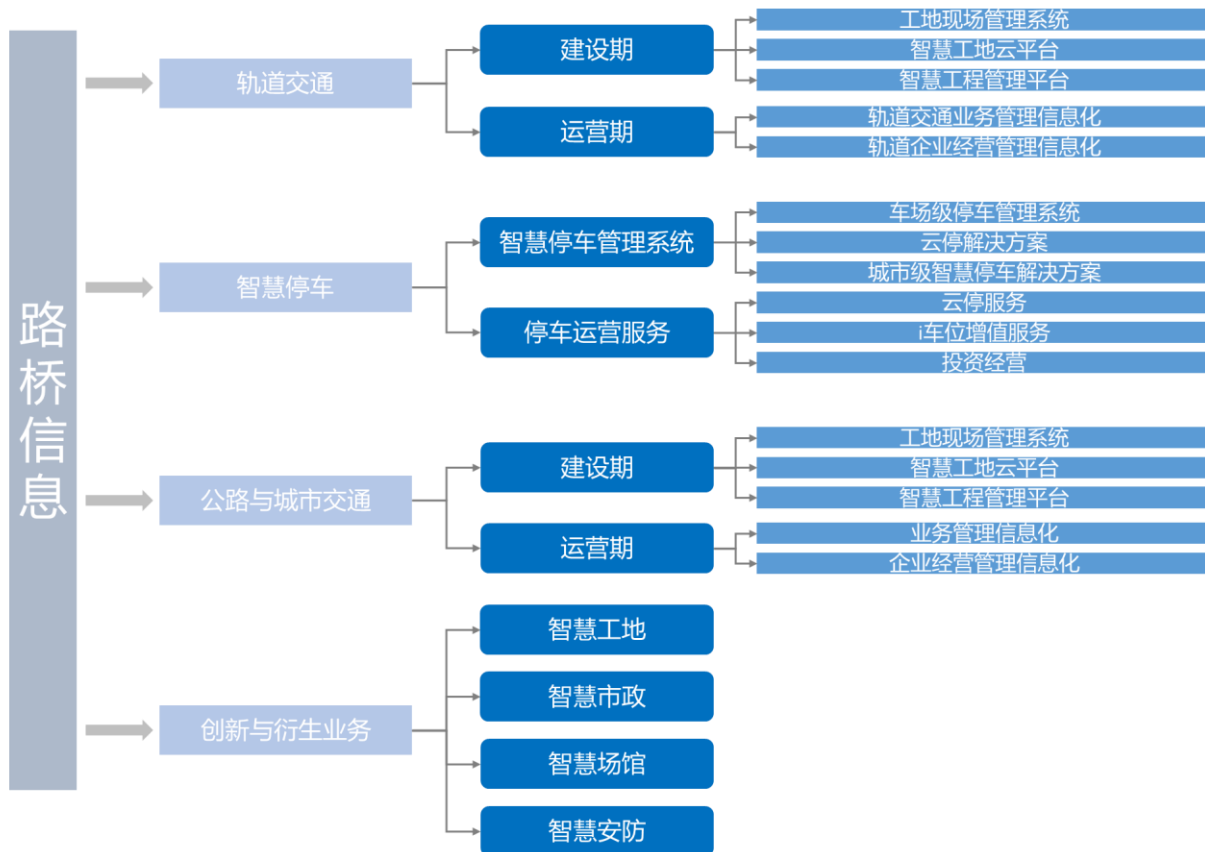 路桥信息
轨道交通
建设期
工地现场管理系统
智慧工地云平台
智慧工程管理平台
运营期
轨道交通业务管理信息化
轨道企业经营管理信息化
智慧停车
智慧停车管理系统
车场级停车管理系统
云停解决方案
城市级智慧停车解决方案
停车运营服务
云停服务
i车位增值服务
投资经营
公路与城市交通
建设期
工地现场管理系统
智慧工地云平台
智慧工程管理平台
运营期
业务管理信息化
企业经营管理信息化
创新与衍生业务
智慧工地
智慧市政
智慧场馆
智慧安防